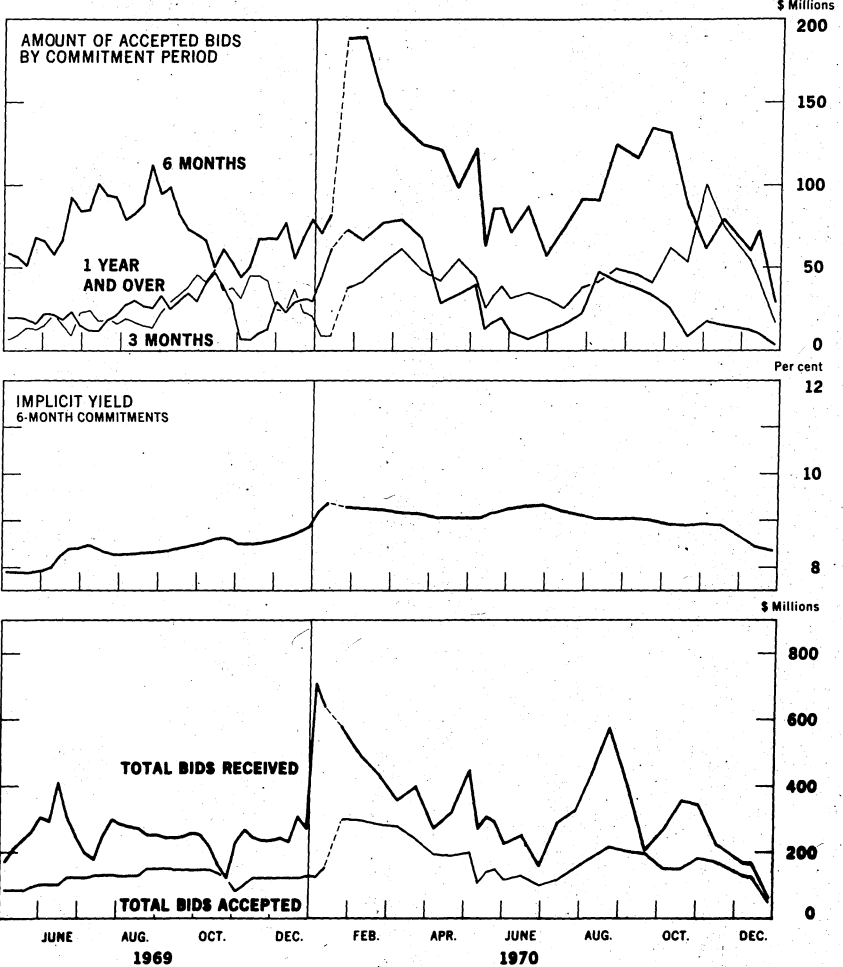 $ Millions
AMOUNT OF ACCEPTED BIDS
BY COMMITMENT PERIOD
200
150
6 MONTHS
100
1 YEAR
AND OVER
50
3 MONTHS
0
Per cent
IMPLICIT YIELD
6-MONTH COMMITMENTS
12
10
8
$ Millions
800
600
TOTAL BIDS RECEIVED
400
200
TOTAL BIDS ACCEPTED
0
JUNE AUG. OCT. DEC. FEB. APR. JUNE AUG. OCT. DEC.
1969 1970